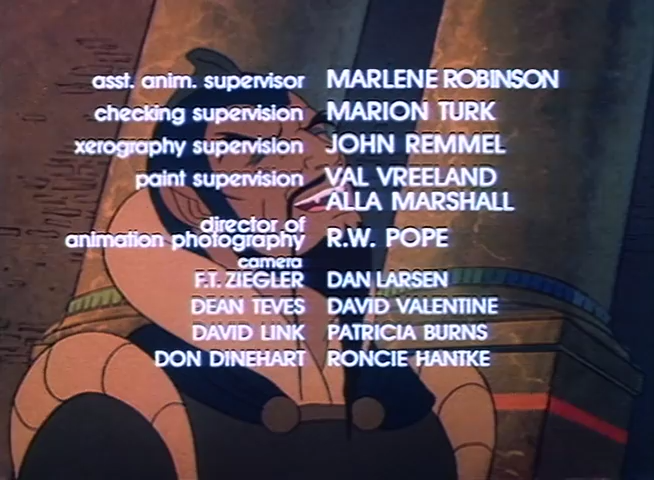 asst. anim. supervisor MARLENE ROBINSON
checking supervision MARION TURK
xerography supervision JOHN REMMEL
paint supervision VAL VREELAND
ALLA MARSHALL
director of
animation photography R.W. POPE
camera
F.T. ZIEGLER DAN LARSEN
DEAN TEVES DAVID VALENTINE
DAVID LINK PATRICIA BURNS
DON DINEHART RONCIE HANTKE